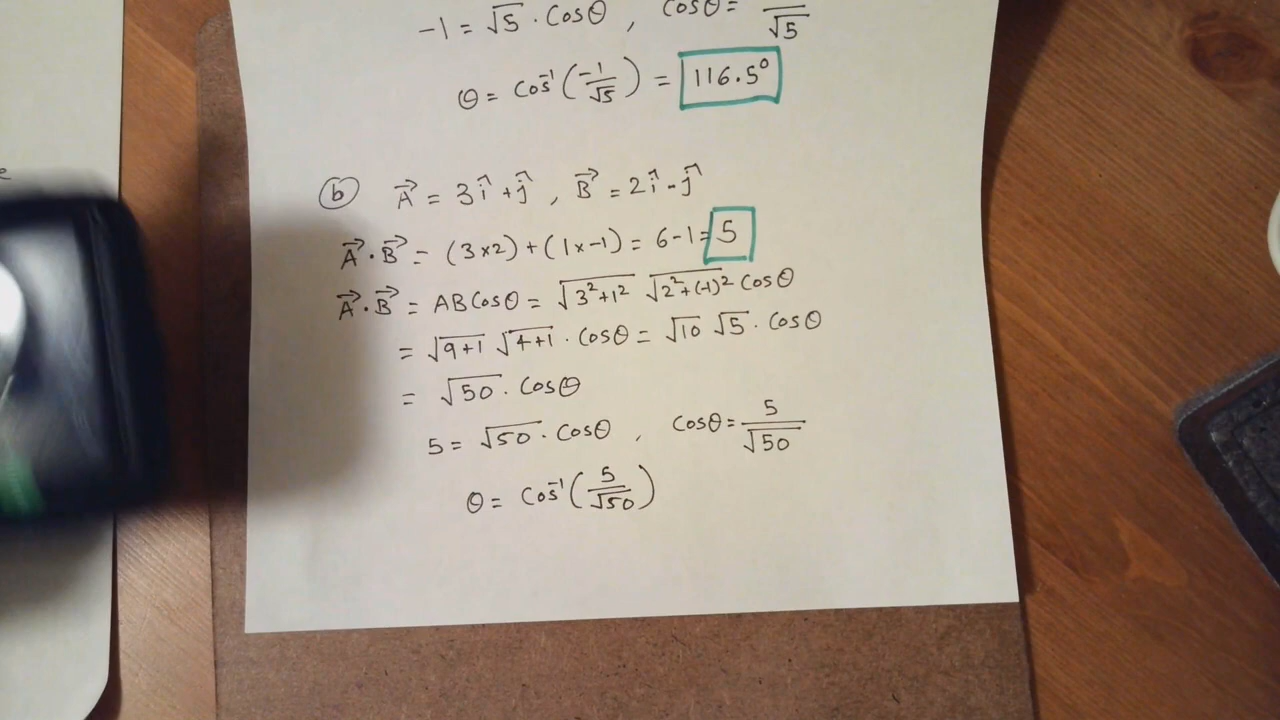 -1 = √5 · Cosθ , Cosθ = /√5
θ = Cos⁻¹(-1/√5) = 116.5°
(b) A⃗ = 3î + ĵ , B⃗ = 2î - ĵ
A⃗ · B⃗ = (3×2) + (1×-1) = 6-1 = 5
A⃗ · B⃗ = AB Cosθ = √(3²+1²) √(2²+(-1)²) Cosθ
= √(9+1) √(4+1) · Cosθ = √10 √5 · Cosθ
= √50 · Cosθ
5 = √50 · Cosθ , Cosθ = 5/√50
θ = Cos⁻¹(5/√50)